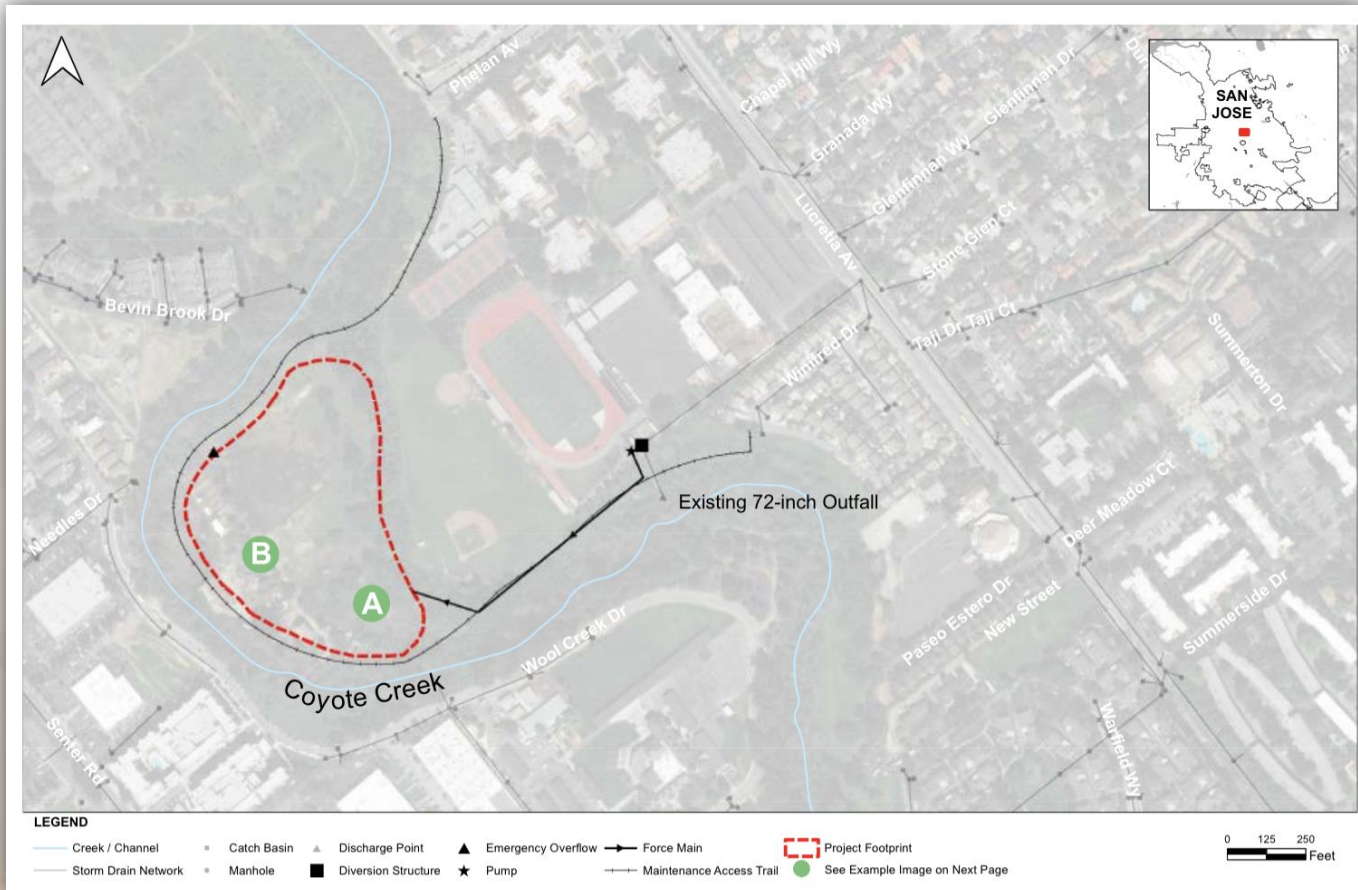 Phelan Av
Chapel Hill Wy
Granada Wy
Glenfinnan Dr
Glenfinnan Wy
Stone Glen Ct
Lucretia Av
SAN
JOSE
Bevin Brook Dr
Winifred Dr
Taji Dr Taji Ct
Summerton Dr
Existing 72-inch Outfall
Needles Dr
B
A
Deer Meadow Ct
Paseo Estero Dr
New Street
Summerside Dr
Wool Creek Dr
Coyote Creek
Senter Rd
Warfield Wy
LEGEND
Creek / Channel
Catch Basin
Discharge Point
Emergency Overflow
Force Main
Project Footprint
Storm Drain Network
Manhole
Diversion Structure
Pump
Maintenance Access Trail
See Example Image on Next Page
0 125 250
Feet